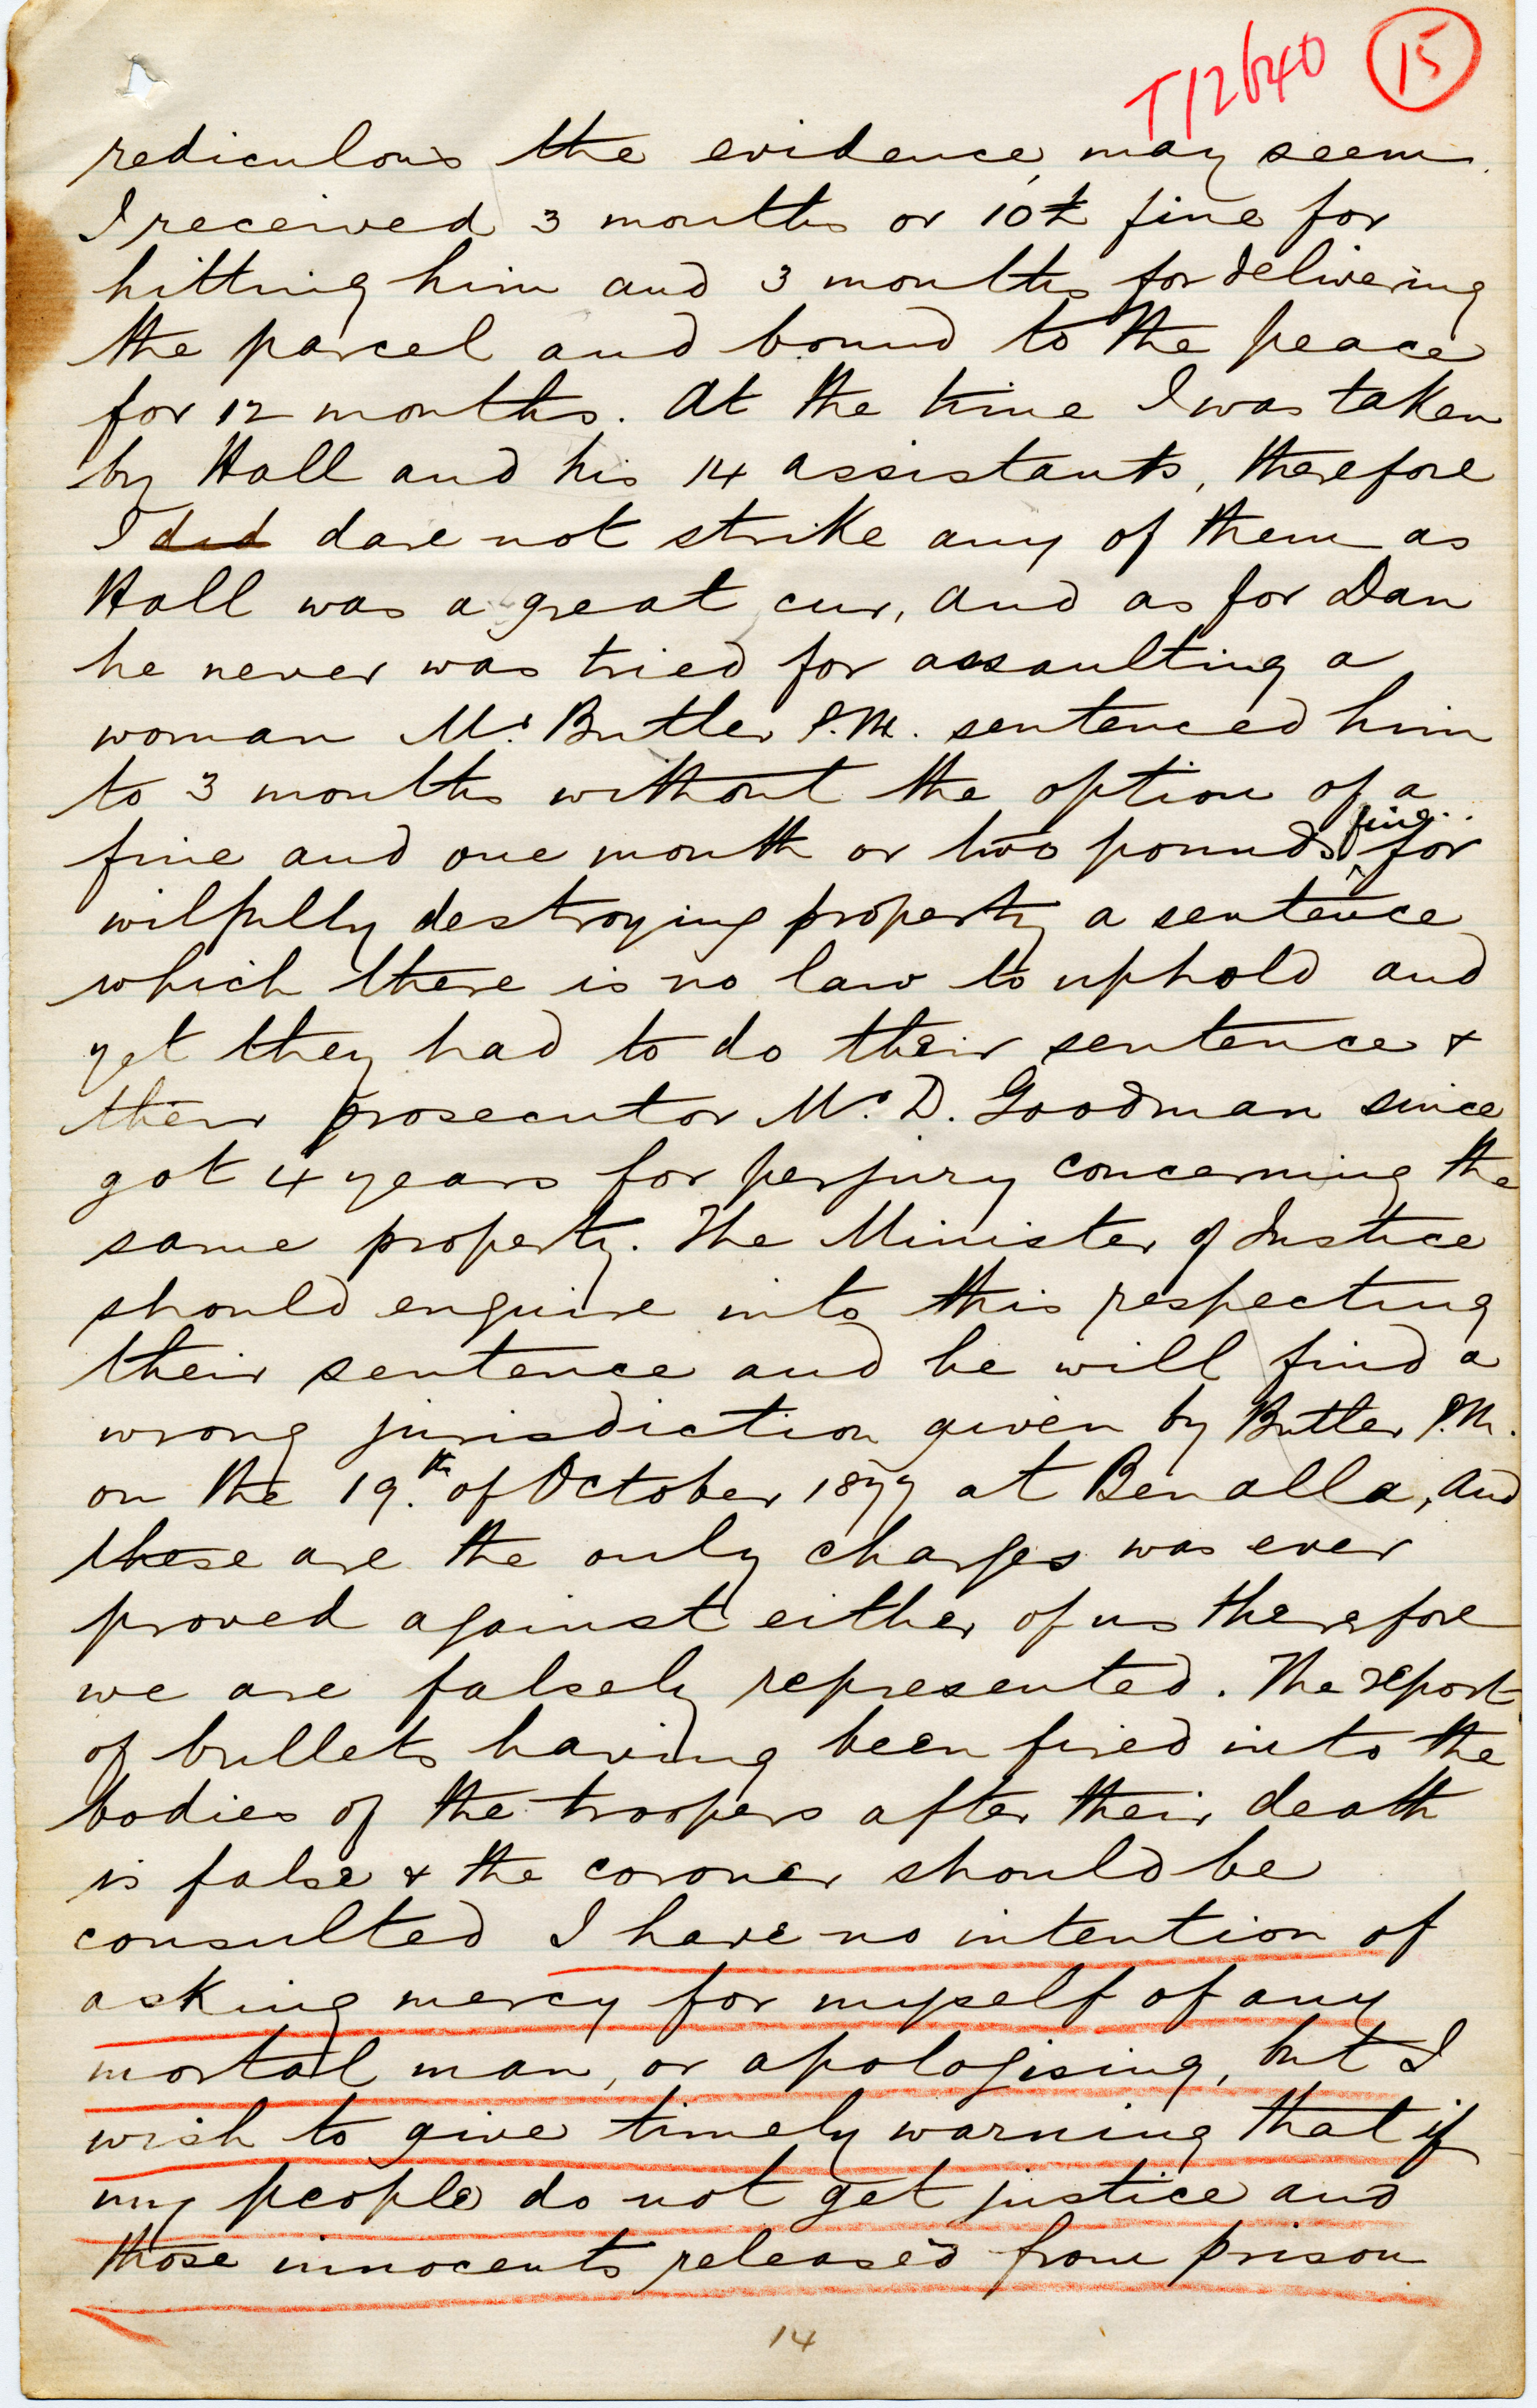 T12640 15
rediculous the evidence may seem.
I received 3 months or 10£ fine for
hitting him and 3 months for delivering
the parcel and bound to the peace
for 12 months. At the time I was taken
by Hall and his 14 assistants, therefore
I did dare not strike any of them as
Hall was a great cur, and as for Dan
he never was tried for assaulting a
woman Mr. Butler P.M. sentenced him
to 3 months without the option of a
fine and one month or two pounds fine for
wilfully destroying property a sentence
which there is no law to uphold and
yet they had to do their sentence &
their prosecutor Mr. D. Goodman since
got 4 years for perjury concerning the
same property. The Minister of Justice
should enquire into this respecting
their sentence and he will find a
wrong jurisdiction given by Butler P.M.
on the 19th. of October 1877 at Benalla, and
these are the only charges was ever
proved against either of us therefore
we are falsely represented. The report
of bullets having been fired into the
bodies of the troopers after their death
is false & the coroner should be
consulted I have no intention of
asking mercy for myself of any
mortal man, or apologising, but I
wish to give timely warning that if
my people do not get justice and
those innocents released from prison
14